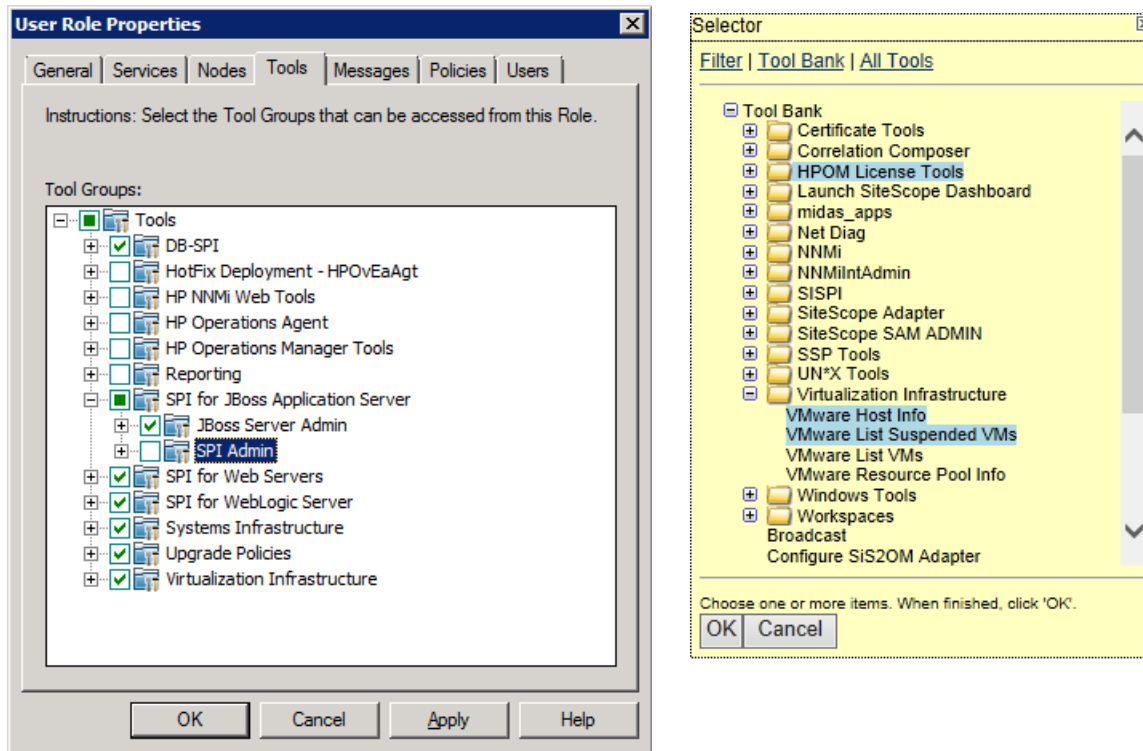 User Role Properties
General Services Nodes Tools Messages Policies Users
Instructions: Select the Tool Groups that can be accessed from this Role.
Tool Groups:
Tools
DB-SPI
HotFix Deployment - HPOvEaAgt
HP NNMi Web Tools
HP Operations Agent
HP Operations Manager Tools
Reporting
SPI for JBoss Application Server
JBoss Server Admin
SPI Admin
SPI for Web Servers
SPI for WebLogic Server
Systems Infrastructure
Upgrade Policies
Virtualization Infrastructure
OK Cancel Apply Help
Selector
Filter | Tool Bank | All Tools
Tool Bank
Certificate Tools
Correlation Composer
HPOM License Tools
Launch SiteScope Dashboard
midas_apps
Net Diag
NNMi
NNMiIntAdmin
SISPI
SiteScope Adapter
SiteScope SAM ADMIN
SSP Tools
UN*X Tools
Virtualization Infrastructure
VMware Host Info
VMware List Suspended VMs
VMware List VMs
VMware Resource Pool Info
Windows Tools
Workspaces
Broadcast
Configure SiS2OM Adapter
Choose one or more items. When finished, click 'OK'.
OK Cancel